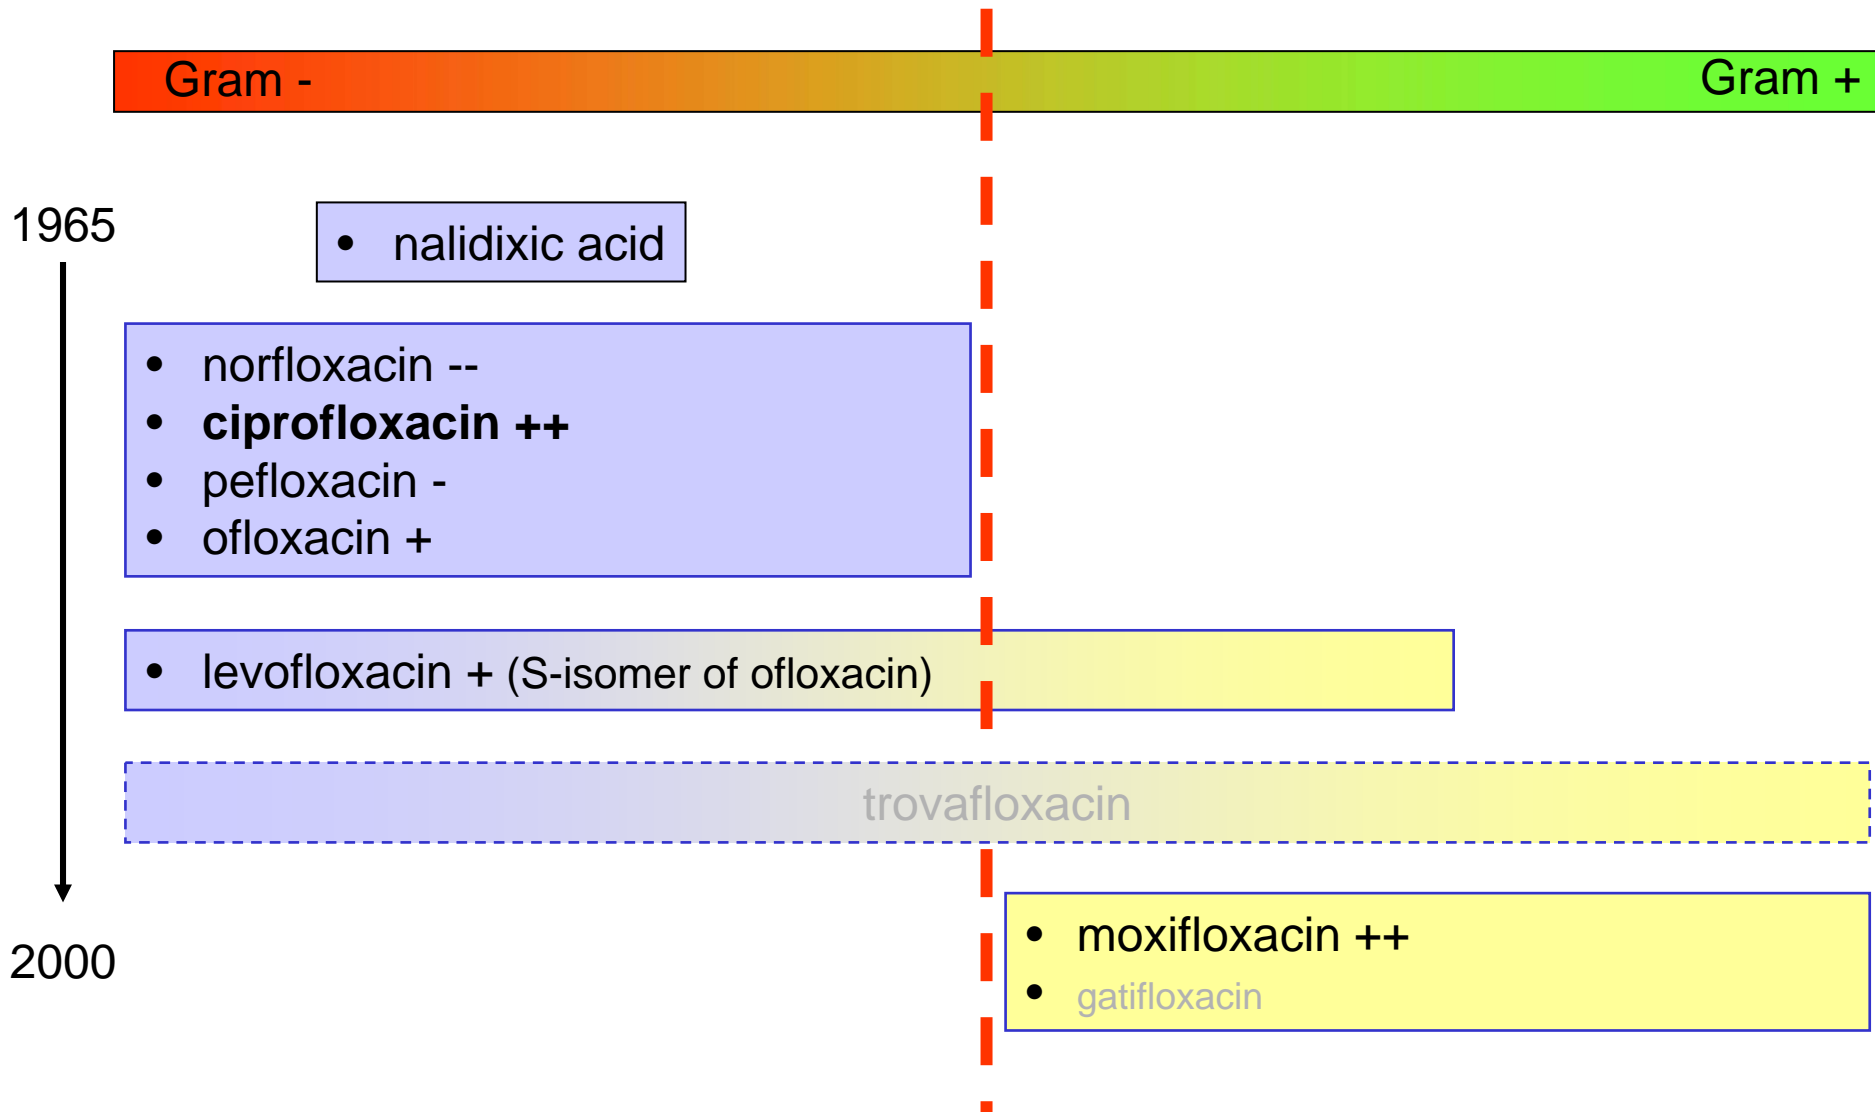 Gram -
Gram +
1965
• nalidixic acid
• norfloxacin --
• ciprofloxacin ++
• pefloxacin -
• ofloxacin +
• levofloxacin + (S-isomer of ofloxacin)
trovafloxacin
• moxifloxacin ++
2000
• gatifloxacin